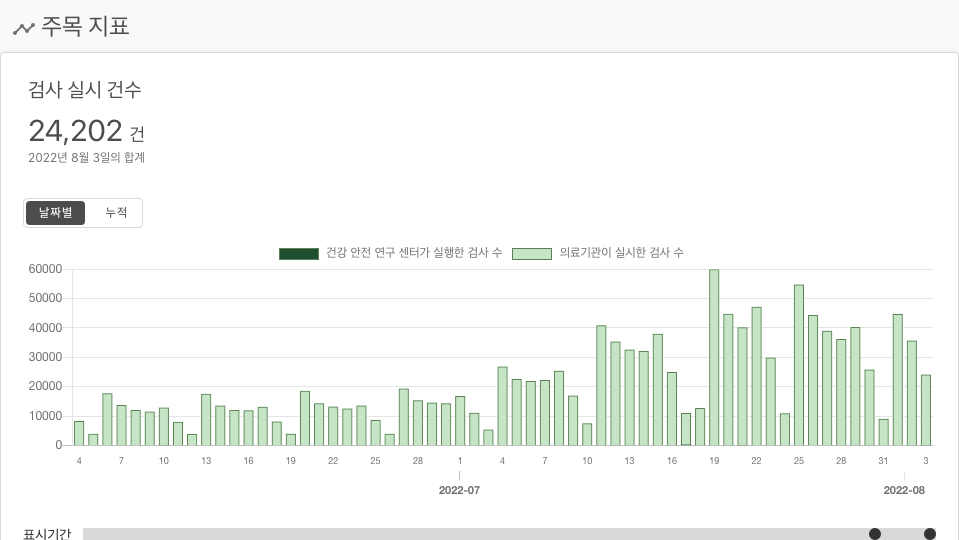 주목 지표
검사 실시 건수
24,202 건
2022년 8월 3일의 합계
날짜별 누적
건강 안전 연구 센터가 실행한 검사 수 의료기관이 실시한 검사 수
60000
50000
40000
30000
20000
10000
0
4 7 10 13 16 19 22 25 28 1 4 7 10 13 16 19 22 25 28 31 3
2022-07 2022-08
표시기간